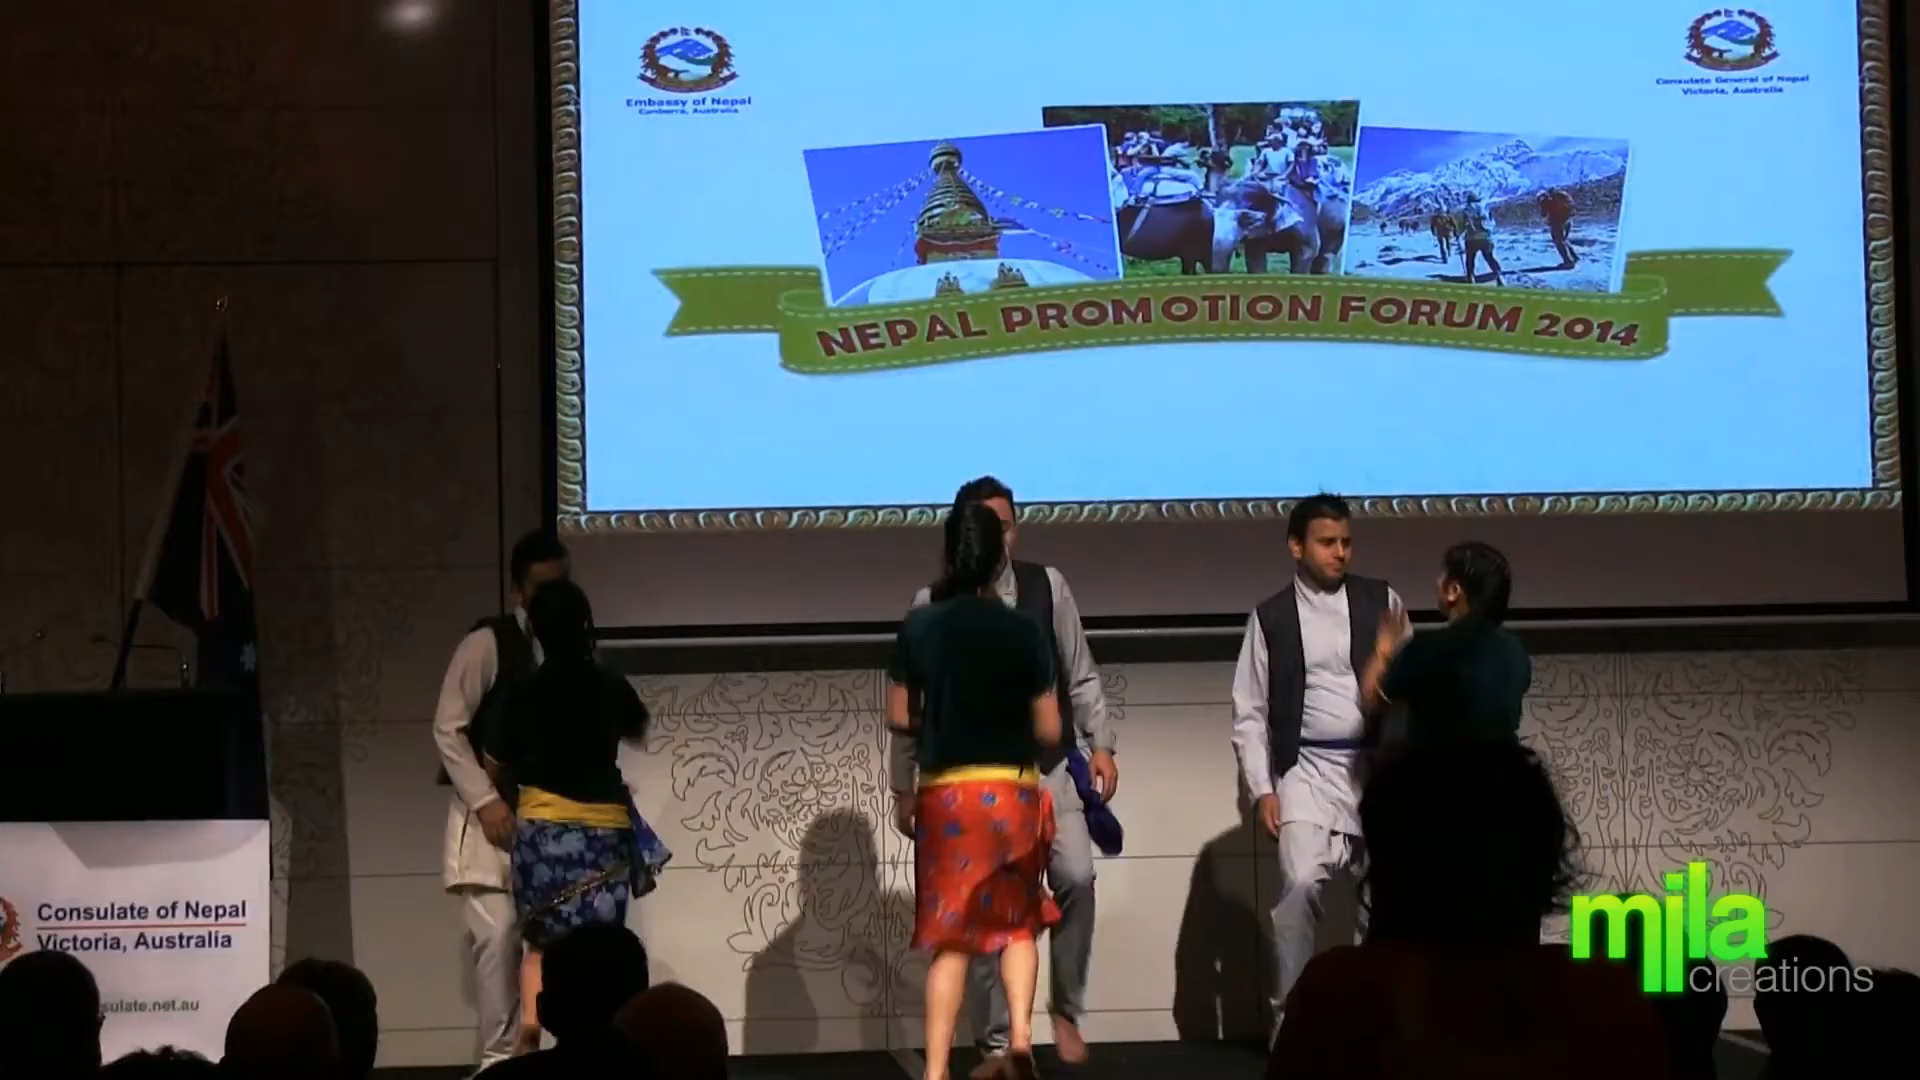 Embassy of Nepal
Canberra, Australia
Consulate General of Nepal
Victoria, Australia
NEPAL PROMOTION FORUM 2014
Consulate of Nepal
Victoria, Australia
sulate.net.au
mila
creations